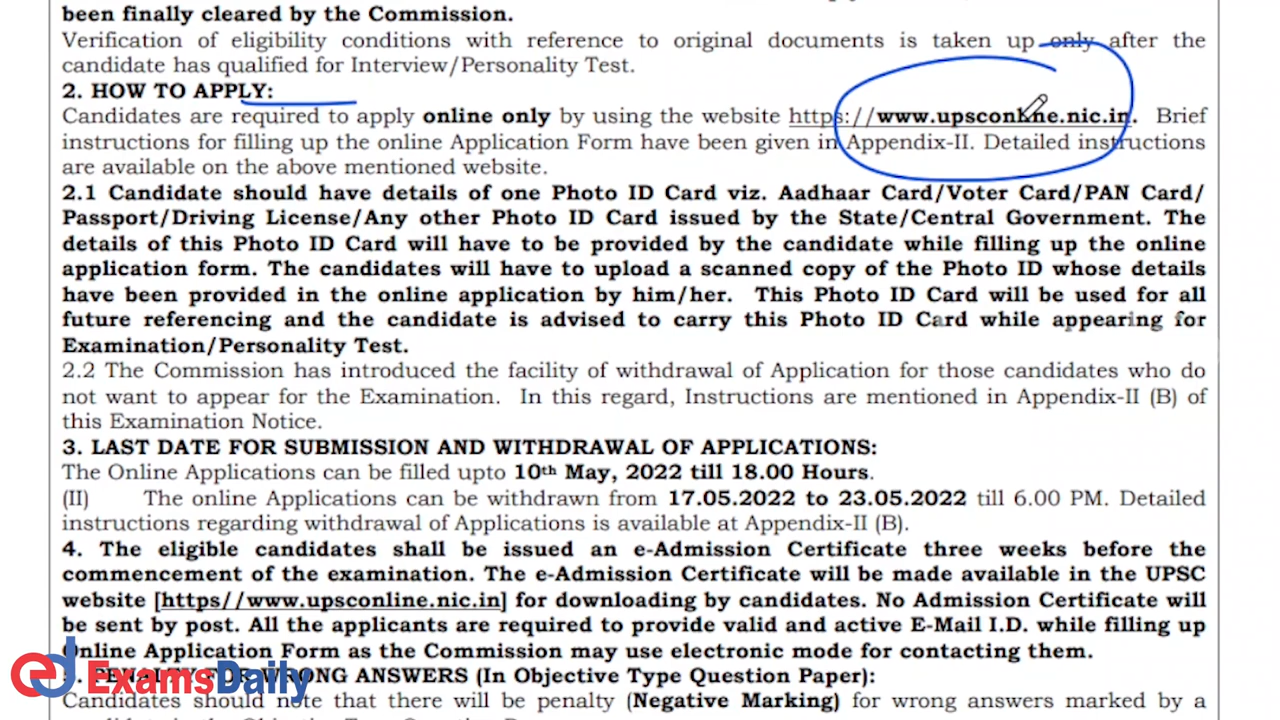 been finally cleared by the Commission.
Verification of eligibility conditions with reference to original documents is taken up only after the
candidate has qualified for Interview/Personality Test.
2. HOW TO APPLY:
Candidates are required to apply online only by using the website https://www.upsconline.nic.in. Brief
instructions for filling up the online Application Form have been given in Appendix-II. Detailed instructions
are available on the above mentioned website.
2.1 Candidate should have details of one Photo ID Card viz. Aadhaar Card/Voter Card/PAN Card/
Passport/Driving License/Any other Photo ID Card issued by the State/Central Government. The
details of this Photo ID Card will have to be provided by the candidate while filling up the online
application form. The candidates will have to upload a scanned copy of the Photo ID whose details
have been provided in the online application by him/her. This Photo ID Card will be used for all
future referencing and the candidate is advised to carry this Photo ID Card while appearing for
Examination/Personality Test.
2.2 The Commission has introduced the facility of withdrawal of Application for those candidates who do
not want to appear for the Examination. In this regard, Instructions are mentioned in Appendix-II (B) of
this Examination Notice.
3. LAST DATE FOR SUBMISSION AND WITHDRAWAL OF APPLICATIONS:
The Online Applications can be filled upto 10th May, 2022 till 18.00 Hours.
(II) The online Applications can be withdrawn from 17.05.2022 to 23.05.2022 till 6.00 PM. Detailed
instructions regarding withdrawal of Applications is available at Appendix-II (B).
4. The eligible candidates shall be issued an e-Admission Certificate three weeks before the
commencement of the examination. The e-Admission Certificate will be made available in the UPSC
website [https//www.upsconline.nic.in] for downloading by candidates. No Admission Certificate will
be sent by post. All the applicants are required to provide valid and active E-Mail I.D. while filling up
Online Application Form as the Commission may use electronic mode for contacting them.
5. PENALTY FOR WRONG ANSWERS (In Objective Type Question Paper):
ExamsDaily
Candidates should note that there will be penalty (Negative Marking) for wrong answers marked by a